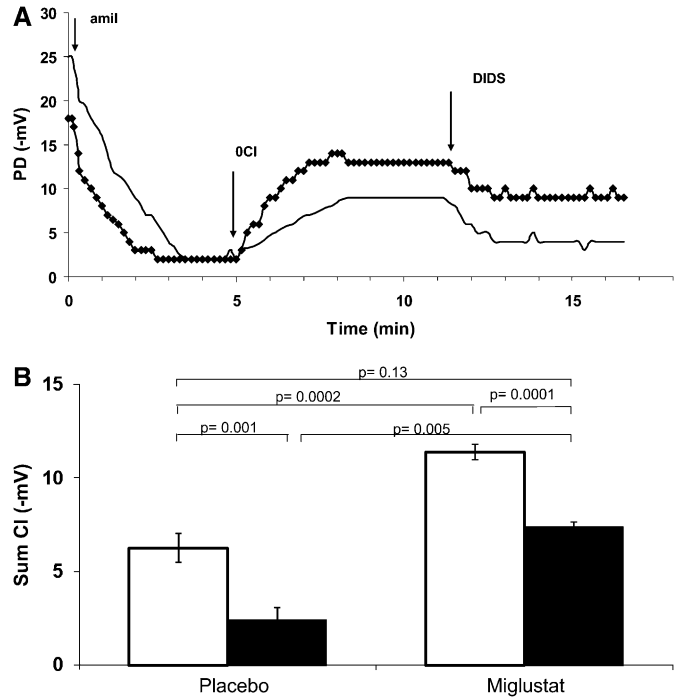 A
30
amil
25
20
DIDS
15
PD (-mV)
0Cl
10
5
0
0 5 10 15
Time (min)
B
15
p= 0.13
p= 0.0002 p= 0.0001
p= 0.001 p= 0.005
10
Sum Cl (-mV)
5
0
Placebo Miglustat